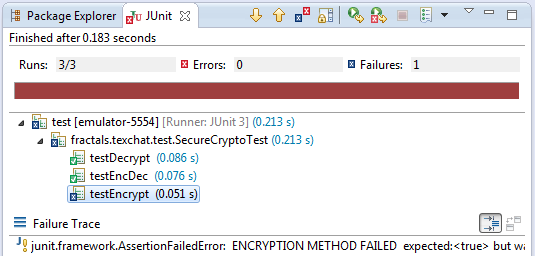 Package Explorer JUnit
Finished after 0.183 seconds
Runs: 3/3 Errors: 0 Failures: 1
test [emulator-5554] [Runner: JUnit 3] (0.213 s)
fractals.texchat.test.SecureCryptoTest (0.213 s)
testDecrypt (0.086 s)
testEncDec (0.076 s)
testEncrypt (0.051 s)
Failure Trace
junit.framework.AssertionFailedError: ENCRYPTION METHOD FAILED expected:<true> but wa